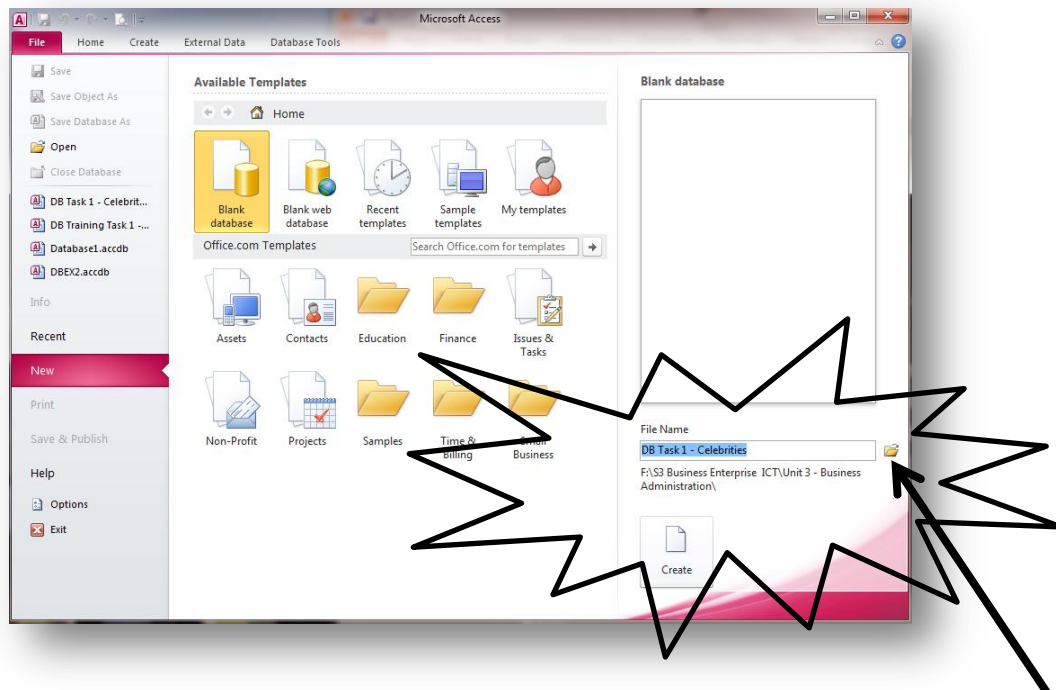 Microsoft Access
File Home Create External Data Database Tools
Save
Save Object As
Save Database As
Open
Close Database
DB Task 1 - Celebrit...
DB Training Task 1 -...
Database1.accdb
DBEX2.accdb
Info
Recent
New
Print
Save & Publish
Help
Options
Exit
Available Templates
Home
Blank database
Blank web database
Recent templates
Sample templates
My templates
Office.com Templates
Search Office.com for templates
Assets
Contacts
Education
Finance
Issues & Tasks
Non-Profit
Projects
Samples
Time & Billing
Small Business
Blank database
File Name
DB Task 1 - Celebrities
F:\S3 Business Enterprise ICT\Unit 3 - Business
Administration\
Create